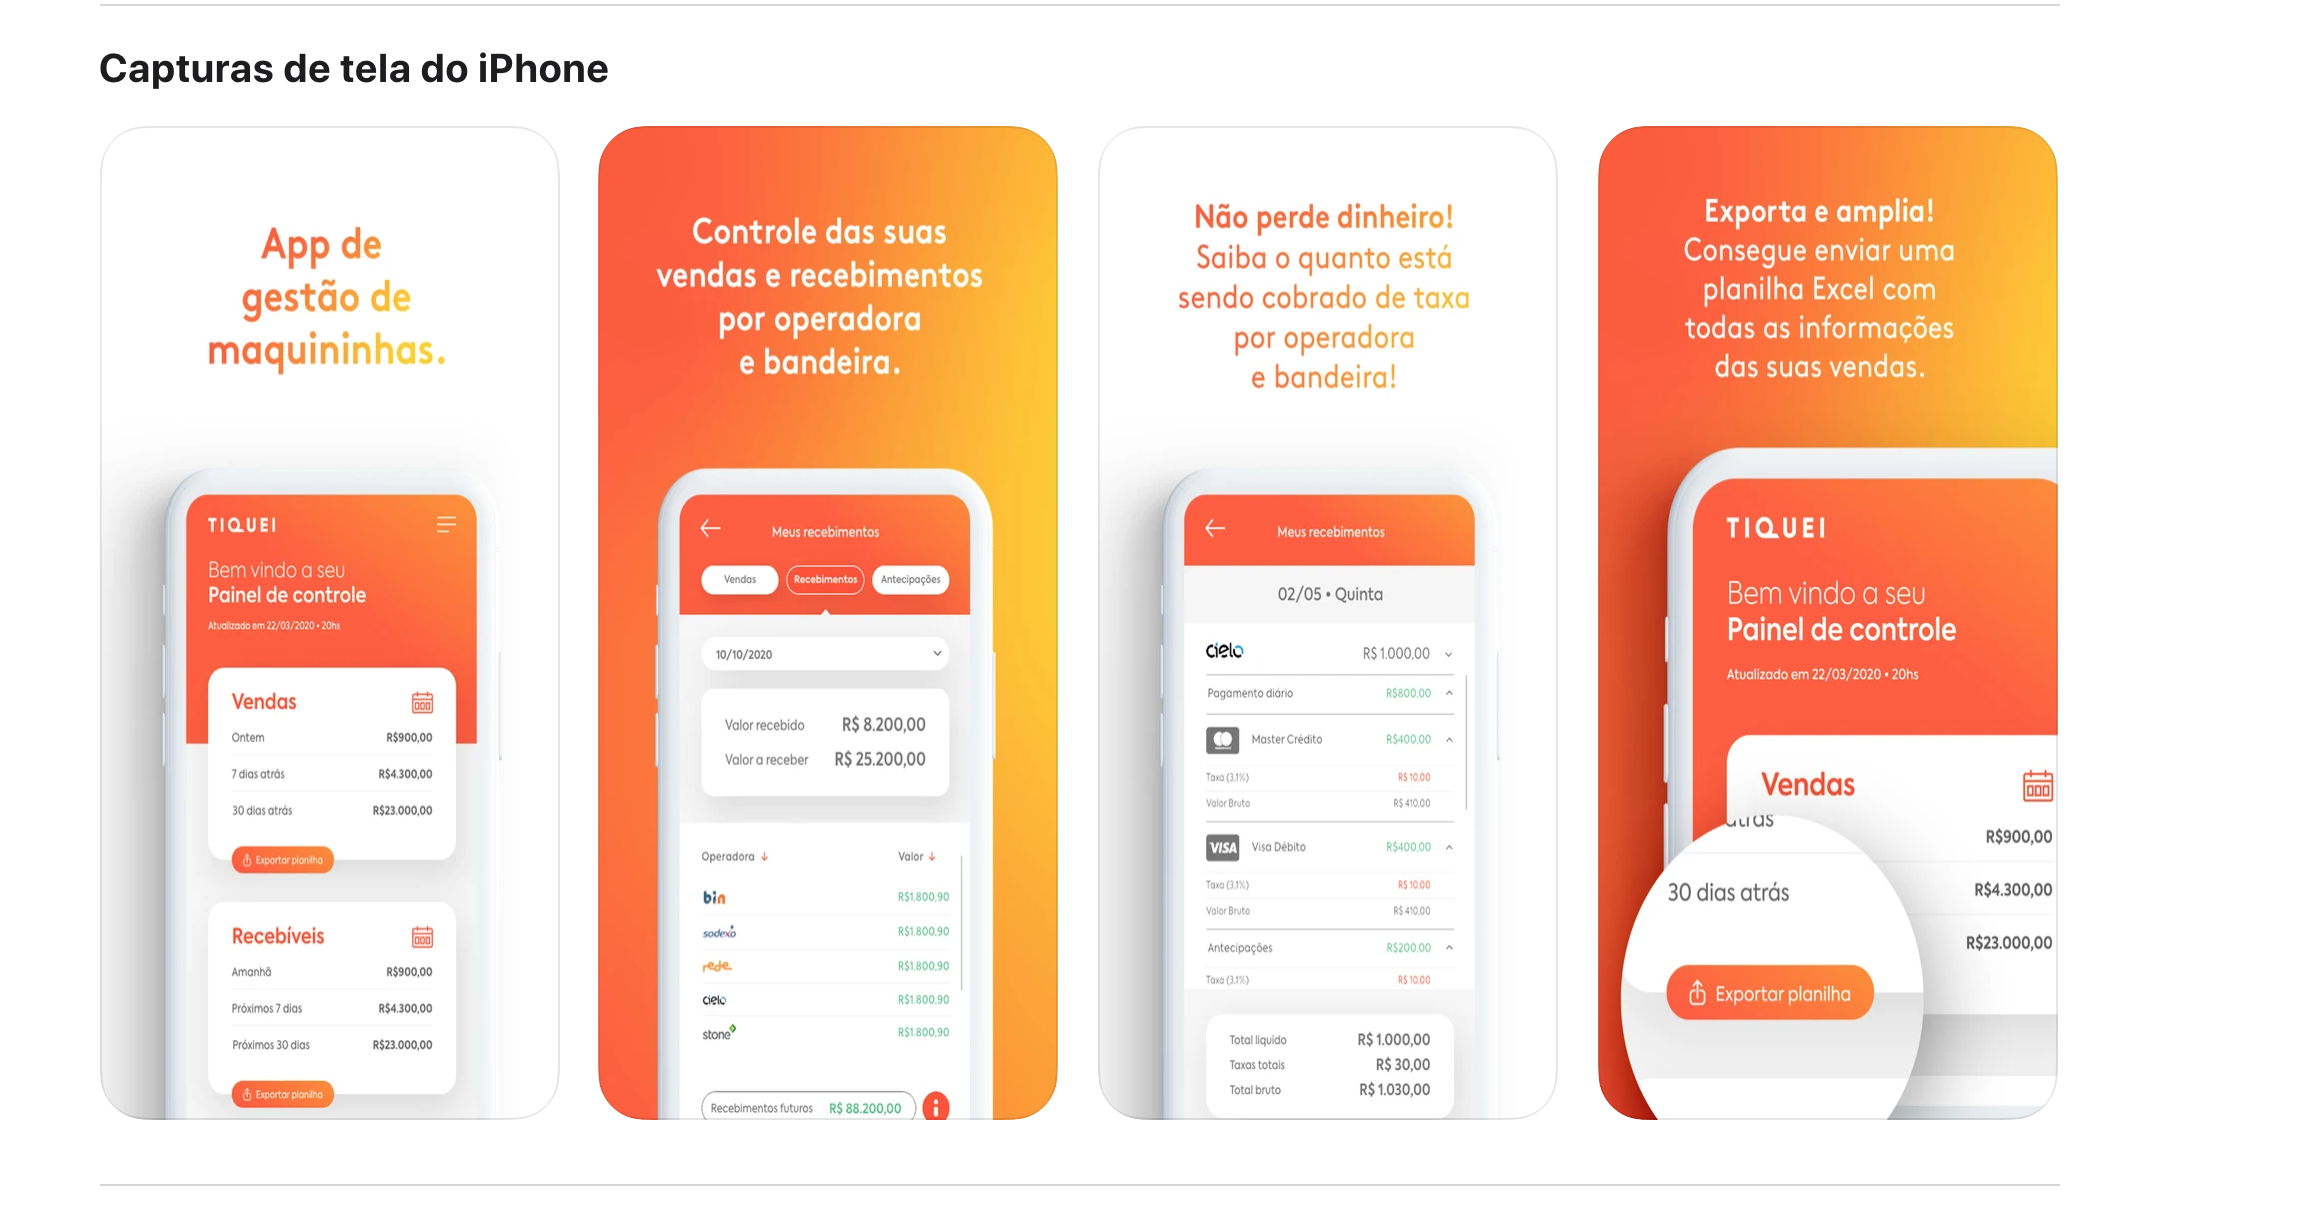 Capturas de tela do iPhone
App de
gestão de
maquininhas.
TIQUEI
Bem vindo a seu
Painel de controle
Atualizado em 22/03/2020 • 20hs
Vendas
Ontem R$900,00
7 dias atrás R$4.300,00
30 dias atrás R$23.000,00
Exportar planilha
Recebíveis
Amanhã R$900,00
Próximos 7 dias R$4.300,00
Próximos 30 dias R$23.000,00
Exportar planilha
Controle das suas
vendas e recebimentos
por operadora
e bandeira.
Meus recebimentos
Vendas Recebimentos Antecipações
10/10/2020
Valor recebido R$ 8.200,00
Valor a receber R$ 25.200,00
Operadora Valor
bin R$1.800,90
sodexo R$1.800,90
rede R$1.800,90
cielo R$1.800,90
stone R$1.800,90
Recebimentos futuros R$ 88.200,00
Não perde dinheiro!
Saiba o quanto está
sendo cobrado de taxa
por operadora
e bandeira!
Meus recebimentos
02/05 • Quinta
cielo R$ 1.000,00
Pagamento diário R$800,00
Master Crédito R$400,00
Taxa (3,1%) R$ 10,00
Valor Bruto R$ 410,00
VISA Visa Débito R$400,00
Taxa (3,1%) R$ 10,00
Valor Bruto R$ 410,00
Antecipações R$200,00
Taxa (3,1%) R$ 10,00
Total líquido R$ 1.000,00
Taxas totais R$ 30,00
Total bruto R$ 1.030,00
Exporta e amplia!
Consegue enviar uma
planilha Excel com
todas as informações
das suas vendas.
TIQUEI
Bem vindo a seu
Painel de controle
Atualizado em 22/03/2020 • 20hs
Vendas
atrás
R$900,00
30 dias atrás R$4.300,00
R$23.000,00
Exportar planilha